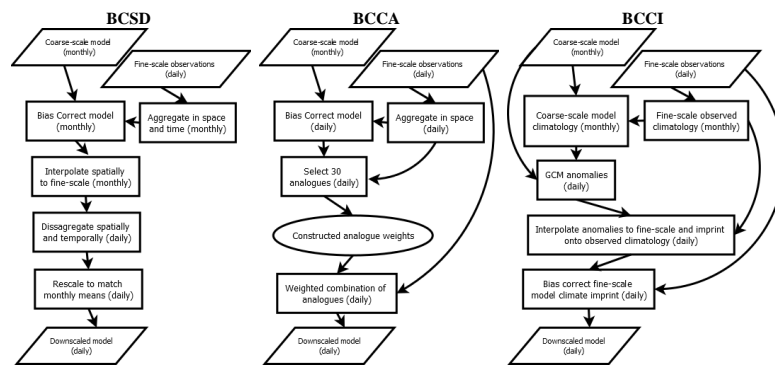 BCSD
Coarse-scale model
(monthly)
Fine-scale observations
(daily)
Bias Correct model
(monthly)
Aggregate in space
and time (monthly)
Interpolate spatially
to fine-scale (monthly)
Dissagregate spatially
and temporally (daily)
Rescale to match
monthly means (daily)
Downscaled model
(daily)
BCCA
Coarse-scale model
(monthly)
Fine-scale observations
(daily)
Bias Correct model
(daily)
Aggregate in space
(daily)
Select 30
analogues (daily)
Constructed analogue weights
Weighted combination of
analogues (daily)
Downscaled model
(daily)
BCCI
Coarse-scale model
(monthly)
Fine-scale observations
(daily)
Coarse-scale model
climatology (monthly)
Fine-scale observed
climatology (monthly)
GCM anomalies
(daily)
Interpolate anomalies to fine-scale and imprint
onto observed climatology (daily)
Bias correct fine-scale
model climate imprint (daily)
Downscaled model
(daily)